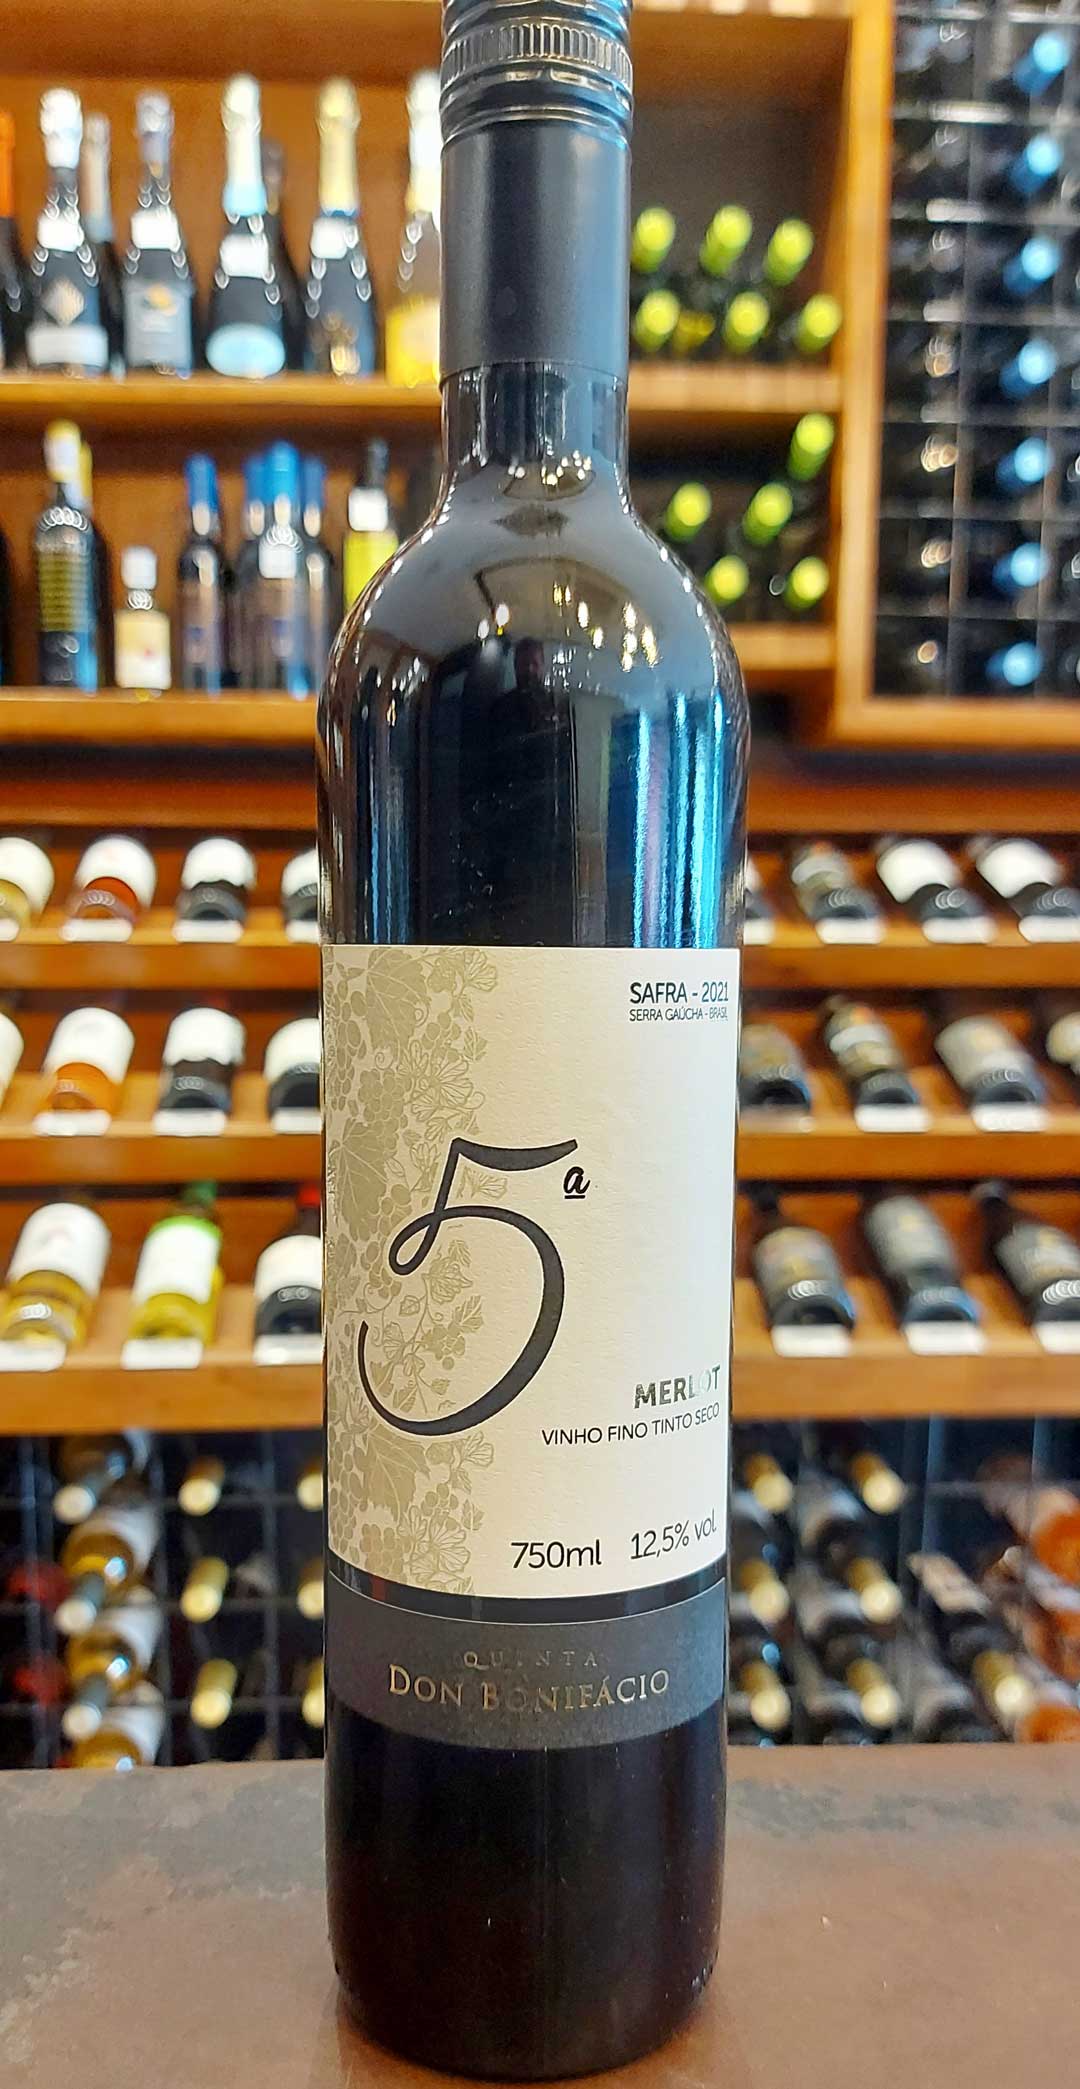 SAFRA - 2021
SERRA GAÚCHA - BRASIL
5ª
MERLOT
VINHO FINO TINTO SECO
750ml 12,5% vol.
QUINTA
DON BONIFÁCIO